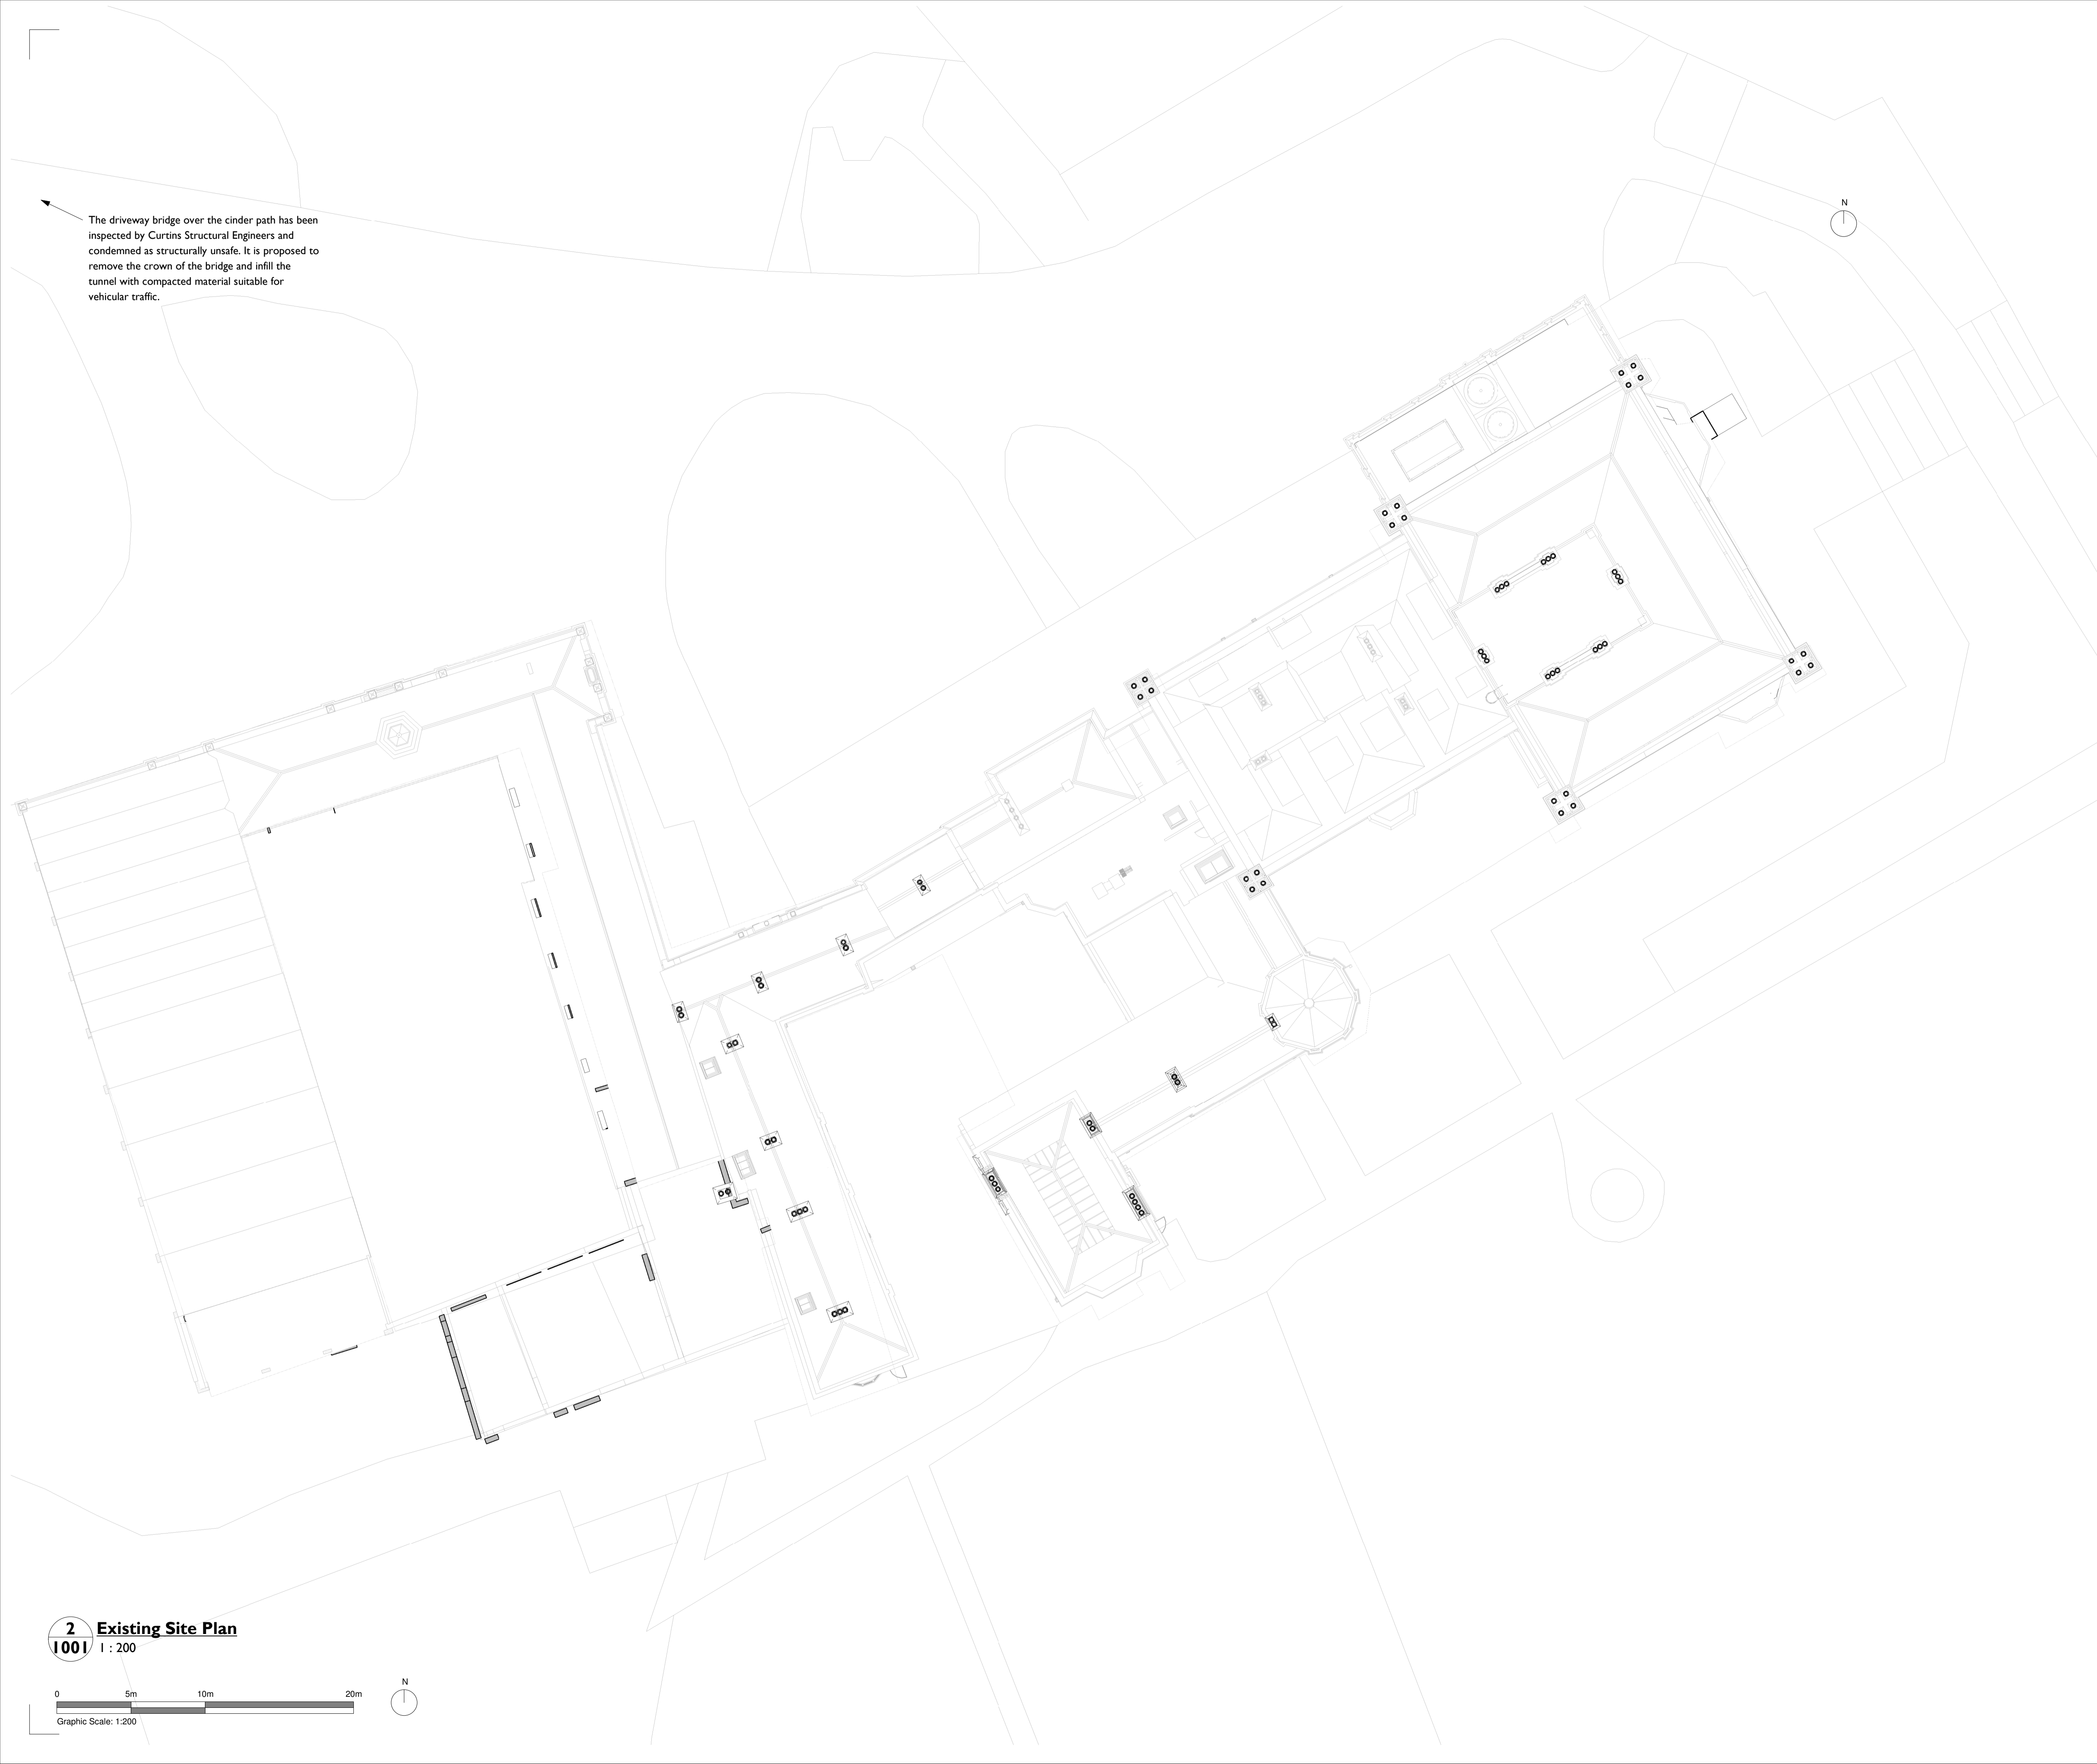 The driveway bridge over the cinder path has been
inspected by Curtins Structural Engineers and
condemned as structurally unsafe. It is proposed to
remove the crown of the bridge and infill the
tunnel with compacted material suitable for
vehicular traffic.
N
2
1001
Existing Site Plan
1 : 200
0 5m 10m 20m
Graphic Scale: 1:200
N